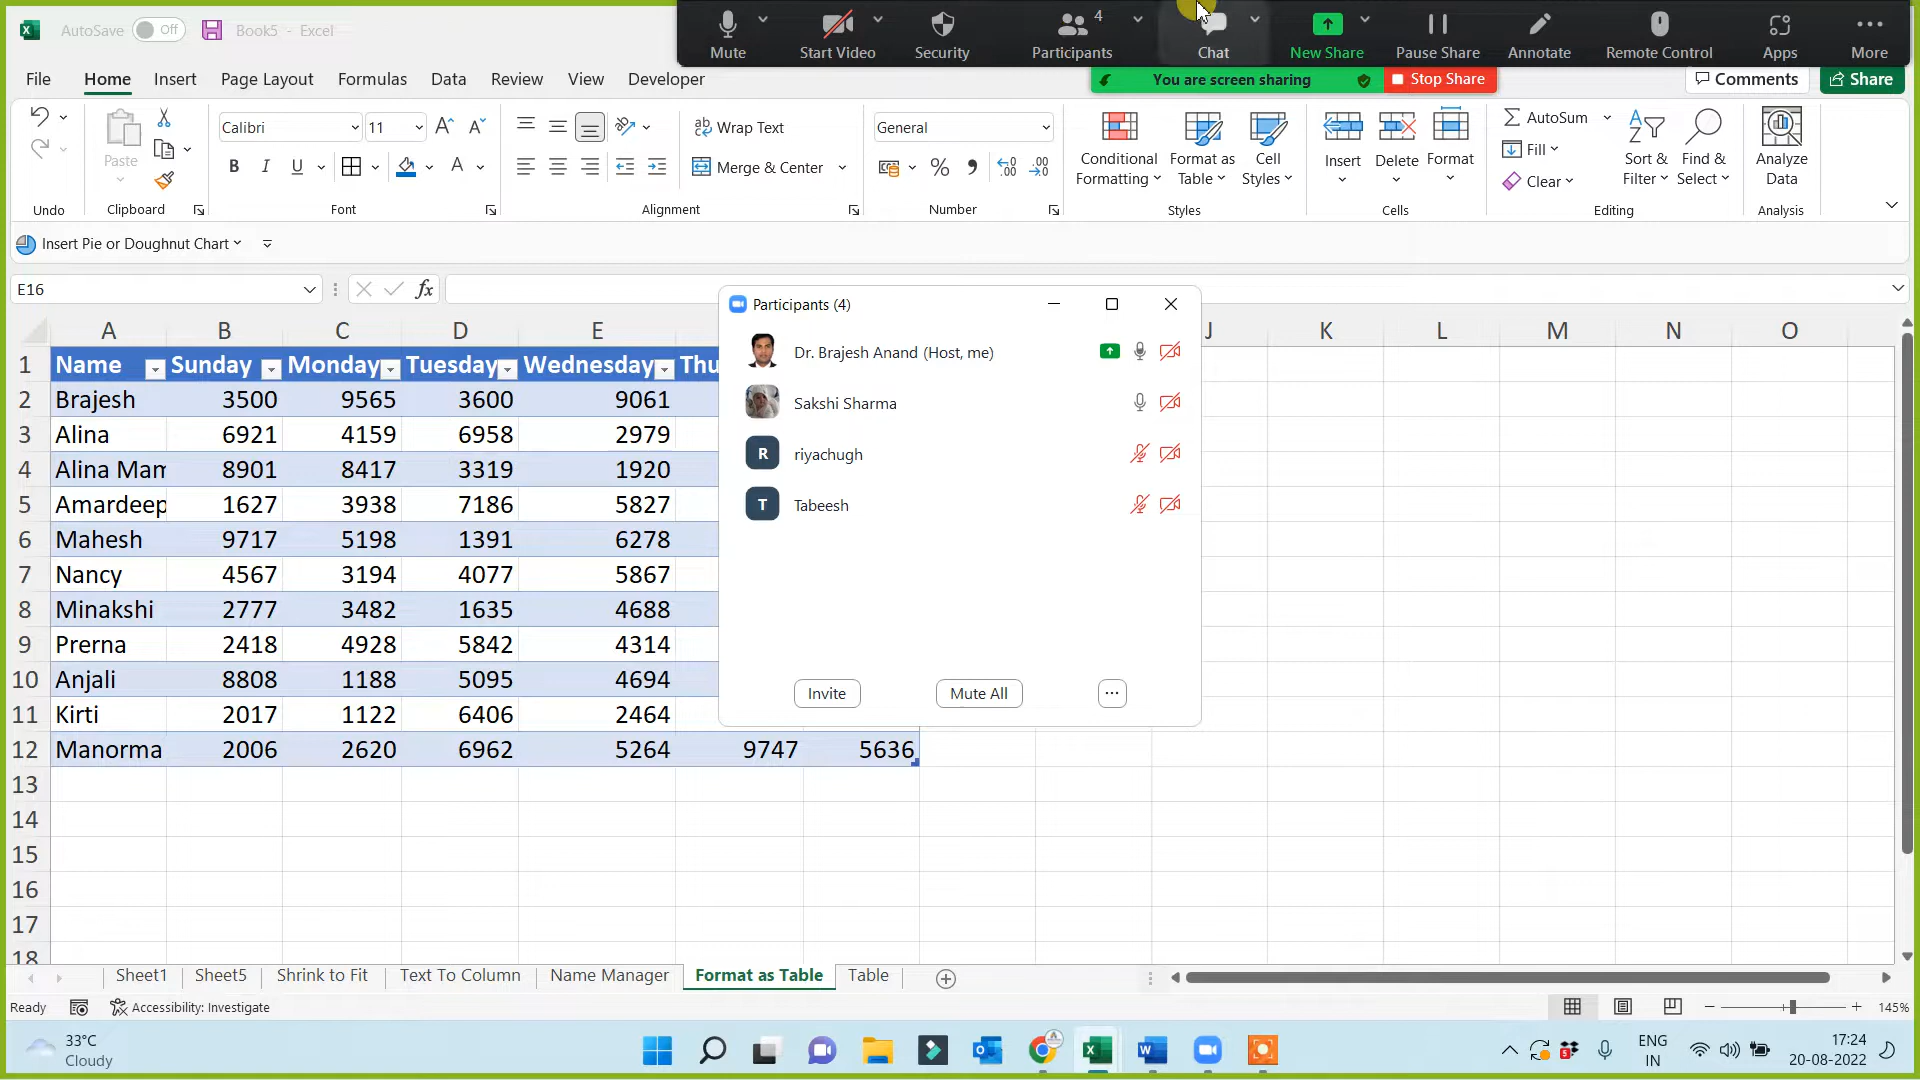 AutoSave Off Book5 - Excel
Mute Start Video Security Participants 4 Chat New Share Pause Share Annotate Remote Control Apps More
You are screen sharing Stop Share
File Home Insert Page Layout Formulas Data Review View Developer Comments Share
Calibri 11 Wrap Text General AutoSum
Paste Conditional Formatting Format as Table Cell Styles Insert Delete Format Fill Sort & Filter Find & Select Analyze Data
B I U A Merge & Center % Clear
Undo Clipboard Font Alignment Number Styles Cells Editing Analysis
Insert Pie or Doughnut Chart
E16 fx
Participants (4)
Dr. Brajesh Anand (Host, me)
Sakshi Sharma
R riyachugh
T Tabeesh
Invite Mute All ...
A B C D E J K L M N O
1 Name Sunday Monday Tuesday Wednesday Thu
2 Brajesh 3500 9565 3600 9061
3 Alina 6921 4159 6958 2979
4 Alina Mam 8901 8417 3319 1920
5 Amardeep 1627 3938 7186 5827
6 Mahesh 9717 5198 1391 6278
7 Nancy 4567 3194 4077 5867
8 Minakshi 2777 3482 1635 4688
9 Prerna 2418 4928 5842 4314
10 Anjali 8808 1188 5095 4694
11 Kirti 2017 1122 6406 2464
12 Manorma 2006 2620 6962 5264 9747 5636
13
14
15
16
17
18
Sheet1 Sheet5 Shrink to Fit Text To Column Name Manager Format as Table Table
Ready Accessibility: Investigate 145%
33°C
Cloudy
ENG
IN
17:24
20-08-2022